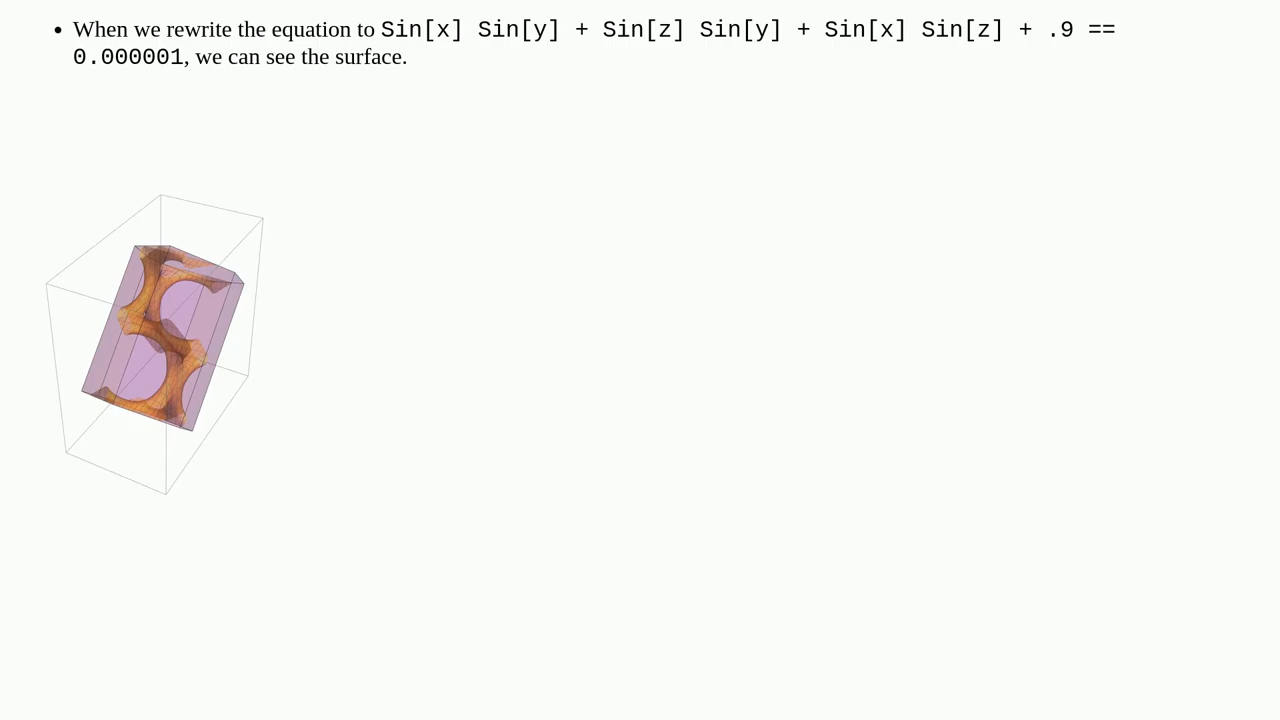 • When we rewrite the equation to Sin[x] Sin[y] + Sin[z] Sin[y] + Sin[x] Sin[z] + .9 ==
0.000001, we can see the surface.